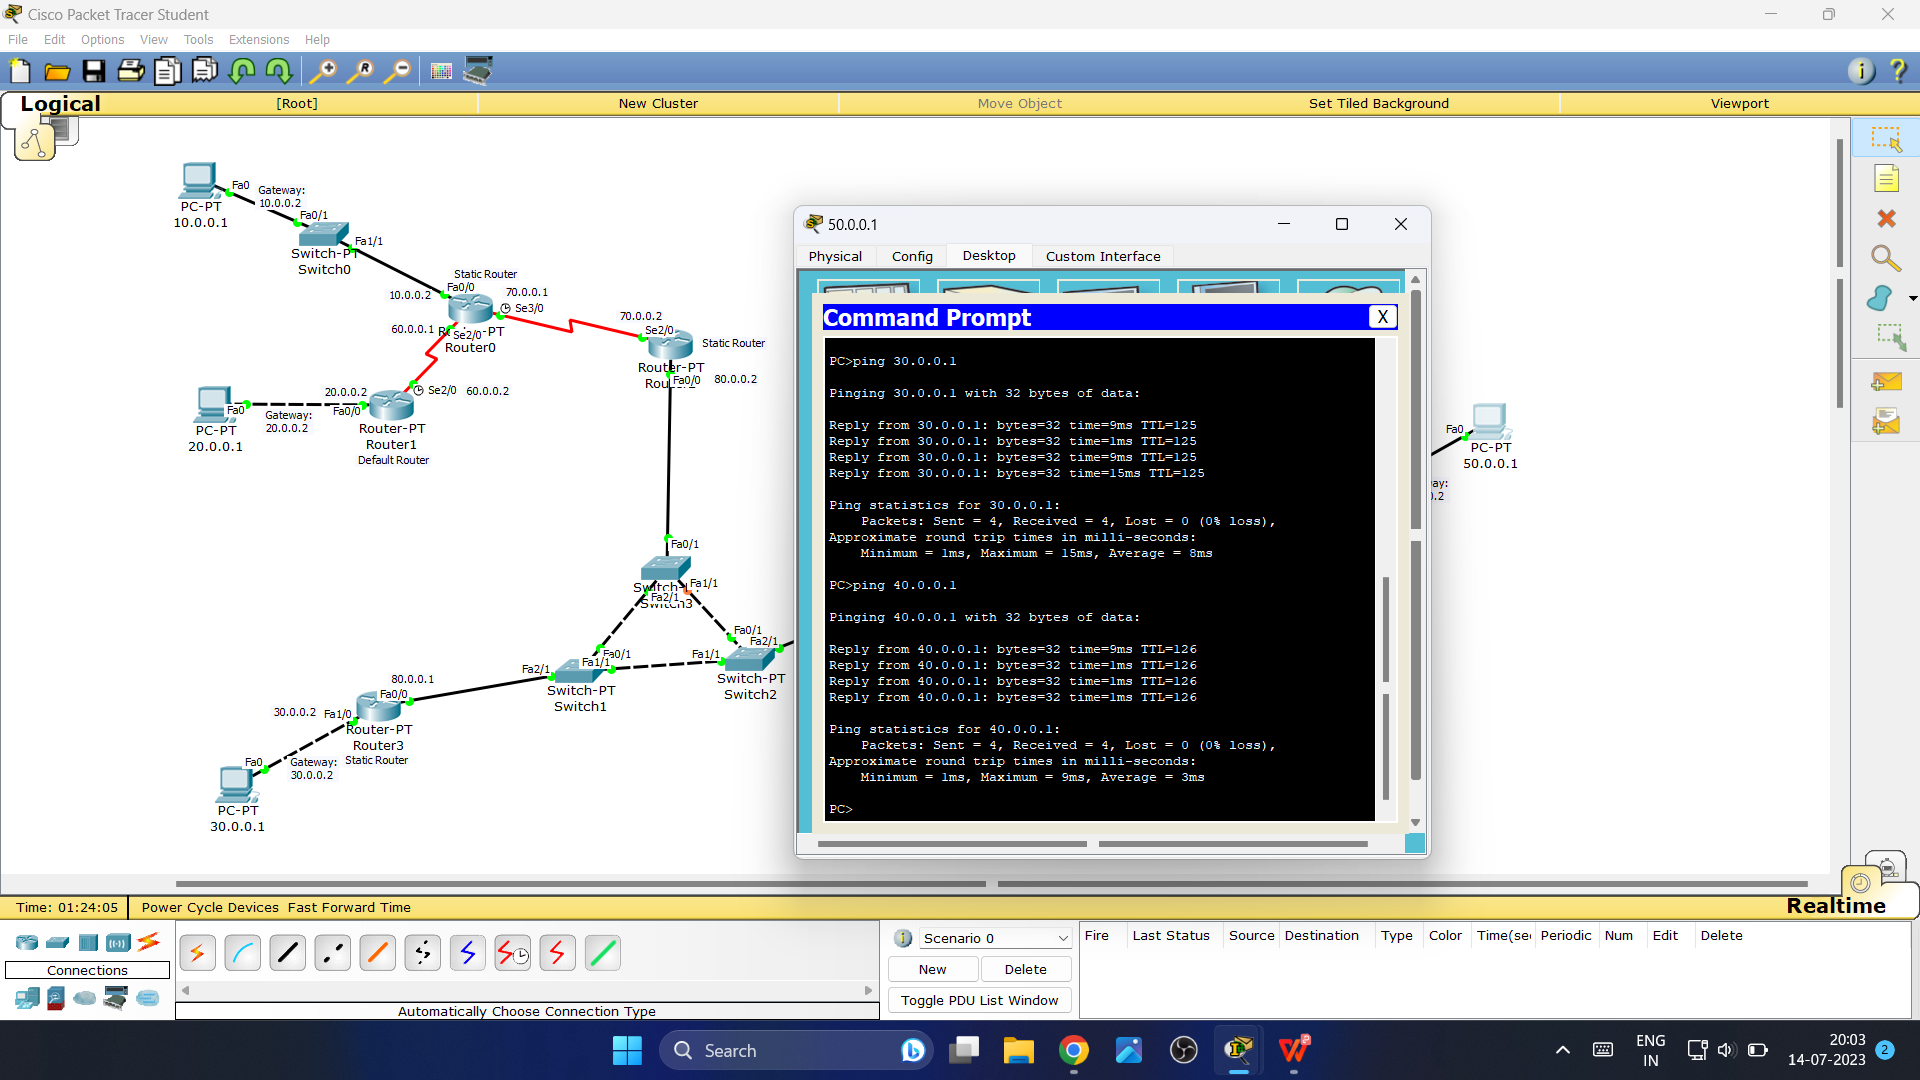 Cisco Packet Tracer Student
File Edit Options View Tools Extensions Help
Logical [Root] New Cluster Move Object Set Tiled Background Viewport
Fa0
Gateway:
10.0.0.2
PC-PT
10.0.0.1
Fa0/1
Fa1/1
Switch-PT
Switch0
Static Router
10.0.0.2
Fa0/0
70.0.0.1
Se3/0
60.0.0.1
Se2/0
-PT
Router0
70.0.0.2
Se2/0
Static Router
Router-PT
Fa0/0
80.0.0.2
20.0.0.2
Se2/0
60.0.0.2
Fa0
Gateway:
20.0.0.2
Fa0/0
PC-PT
20.0.0.1
Router-PT
Router1
Default Router
Fa0/1
Fa1/1
Fa2/1
Switch3
Fa0/1
Fa2/1
Fa0/1
Fa1/1
Fa1/1
Fa2/1
Switch-PT
Switch1
Switch-PT
Switch2
80.0.0.1
Fa0/0
30.0.0.2
Fa1/0
Router-PT
Router3
Static Router
Fa0
Gateway:
30.0.0.2
PC-PT
30.0.0.1
50.0.0.1
Physical Config Desktop Custom Interface
Command Prompt X
PC>ping 30.0.0.1
Pinging 30.0.0.1 with 32 bytes of data:
Reply from 30.0.0.1: bytes=32 time=9ms TTL=125
Reply from 30.0.0.1: bytes=32 time=1ms TTL=125
Reply from 30.0.0.1: bytes=32 time=9ms TTL=125
Reply from 30.0.0.1: bytes=32 time=15ms TTL=125
Ping statistics for 30.0.0.1:
Packets: Sent = 4, Received = 4, Lost = 0 (0% loss),
Approximate round trip times in milli-seconds:
Minimum = 1ms, Maximum = 15ms, Average = 8ms
PC>ping 40.0.0.1
Pinging 40.0.0.1 with 32 bytes of data:
Reply from 40.0.0.1: bytes=32 time=9ms TTL=126
Reply from 40.0.0.1: bytes=32 time=1ms TTL=126
Reply from 40.0.0.1: bytes=32 time=1ms TTL=126
Reply from 40.0.0.1: bytes=32 time=1ms TTL=126
Ping statistics for 40.0.0.1:
Packets: Sent = 4, Received = 4, Lost = 0 (0% loss),
Approximate round trip times in milli-seconds:
Minimum = 1ms, Maximum = 9ms, Average = 3ms
PC>
Fa0
PC-PT
50.0.0.1
ay:
.2
Time: 01:24:05 Power Cycle Devices Fast Forward Time
Realtime
Connections
Automatically Choose Connection Type
Scenario 0
New Delete
Toggle PDU List Window
Fire Last Status Source Destination Type Color Time(sec Periodic Num Edit Delete
Search
ENG
IN
20:03
14-07-2023
2